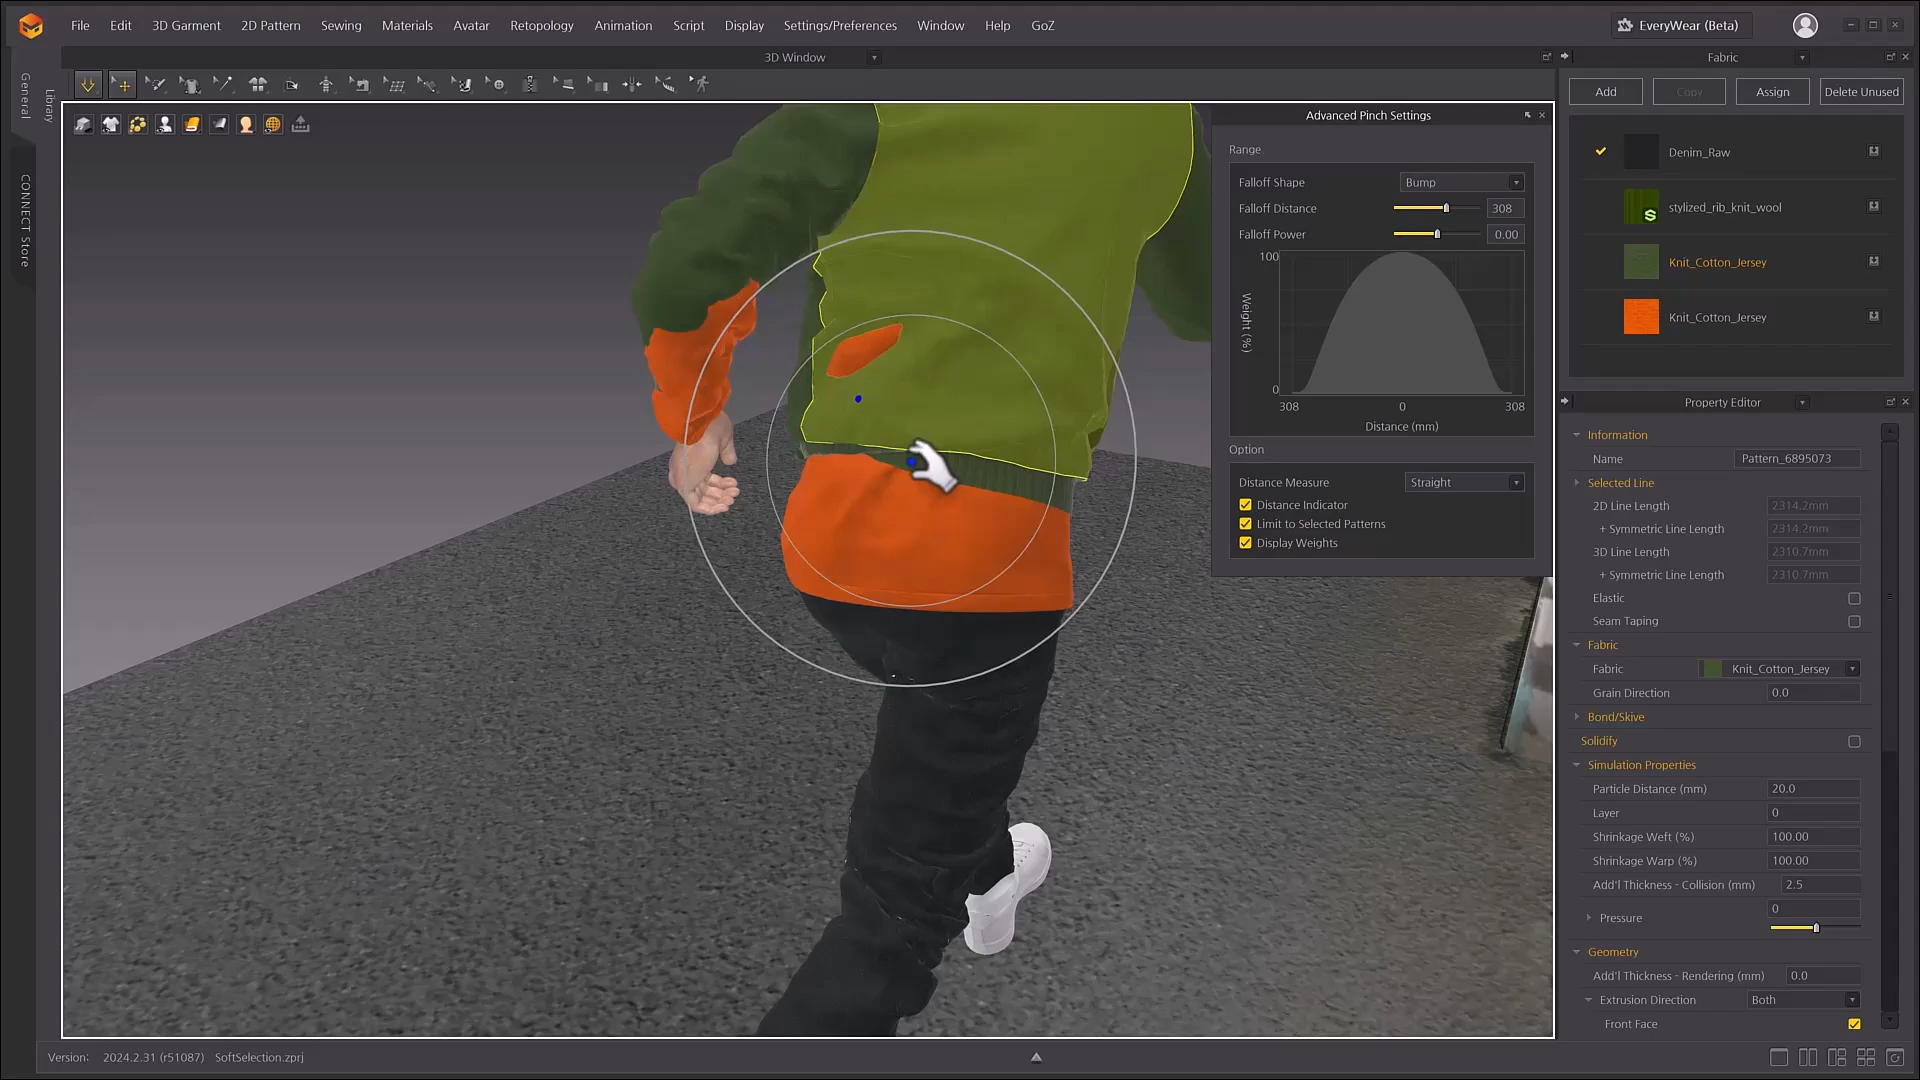 File Edit 3D Garment 2D Pattern Sewing Materials Avatar Retopology Animation Script Display Settings/Preferences Window Help GoZ EveryWear (Beta)
3D Window
Fabric
General
Library
CONNECT Store
Add Copy Assign Delete Unused
Denim_Raw
stylized_rib_knit_wool
Knit_Cotton_Jersey
Knit_Cotton_Jersey
Advanced Pinch Settings
Range
Falloff Shape Bump
Falloff Distance 308
Falloff Power 0.00
100
Weight (%)
0
308 0 308
Distance (mm)
Option
Distance Measure Straight
Distance Indicator
Limit to Selected Patterns
Display Weights
Property Editor
Information
Name Pattern_6895073
Selected Line
2D Line Length 2314.2mm
+ Symmetric Line Length 2314.2mm
3D Line Length 2310.7mm
+ Symmetric Line Length 2310.7mm
Elastic
Seam Taping
Fabric
Fabric Knit_Cotton_Jersey
Grain Direction 0.0
Bond/Skive
Solidify
Simulation Properties
Particle Distance (mm) 20.0
Layer 0
Shrinkage Weft (%) 100.00
Shrinkage Warp (%) 100.00
Add'l Thickness - Collision (mm) 2.5
Pressure 0
Geometry
Add'l Thickness - Rendering (mm) 0.0
Extrusion Direction Both
Front Face
Version: 2024.2.31 (r51087) SoftSelection.zprj